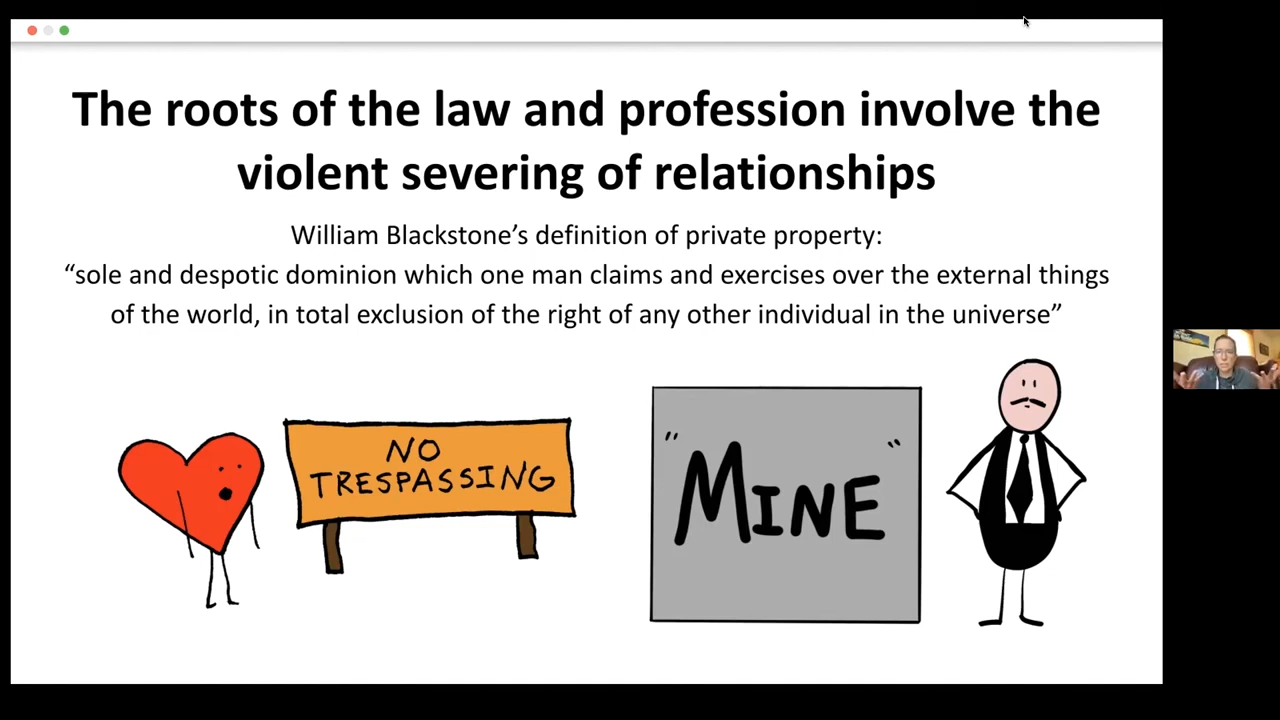 The roots of the law and profession involve the
violent severing of relationships
William Blackstone’s definition of private property:
“sole and despotic dominion which one man claims and exercises over the external things
of the world, in total exclusion of the right of any other individual in the universe”
NO
TRESPASSING
"MINE"